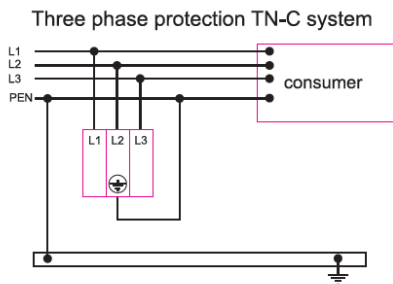 Three phase protection TN-C system
L1
L2
L3
PEN
consumer
L1 L2 L3